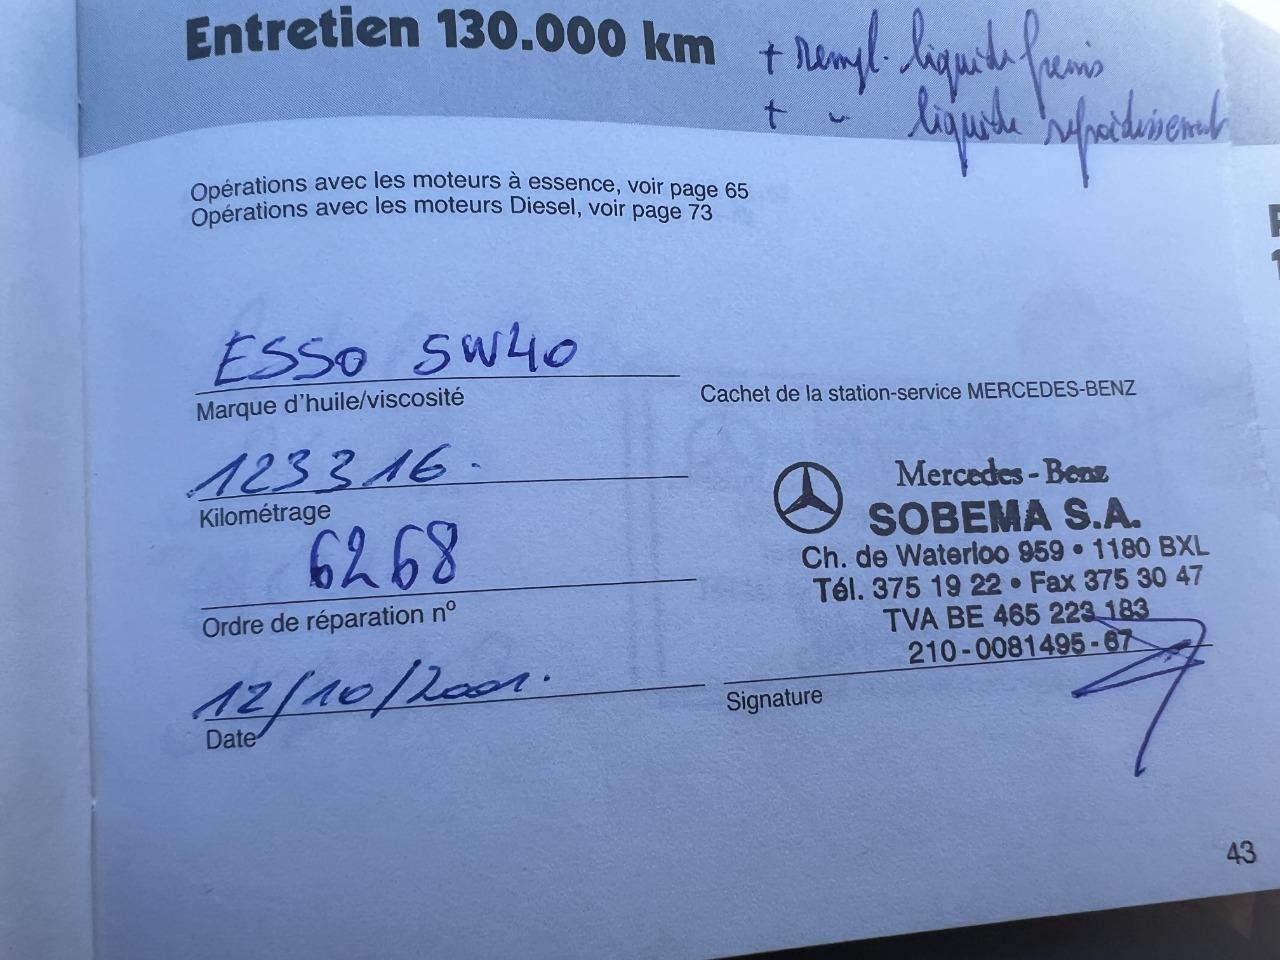 Entretien 130.000 km
+ rempl. liquide freins
+ " liquide refroidissement
Opérations avec les moteurs à essence, voir page 65
Opérations avec les moteurs Diesel, voir page 73
ESSO 5W40
Marque d'huile/viscosité
123316.
Kilométrage
6268
Ordre de réparation nº
12/10/2001.
Date
Cachet de la station-service MERCEDES-BENZ
Mercedes-Benz
SOBEMA S.A.
Ch. de Waterloo 959 • 1180 BXL
Tél. 375 19 22 • Fax 375 30 47
TVA BE 465 223 183
210-0081495-67
Signature
43